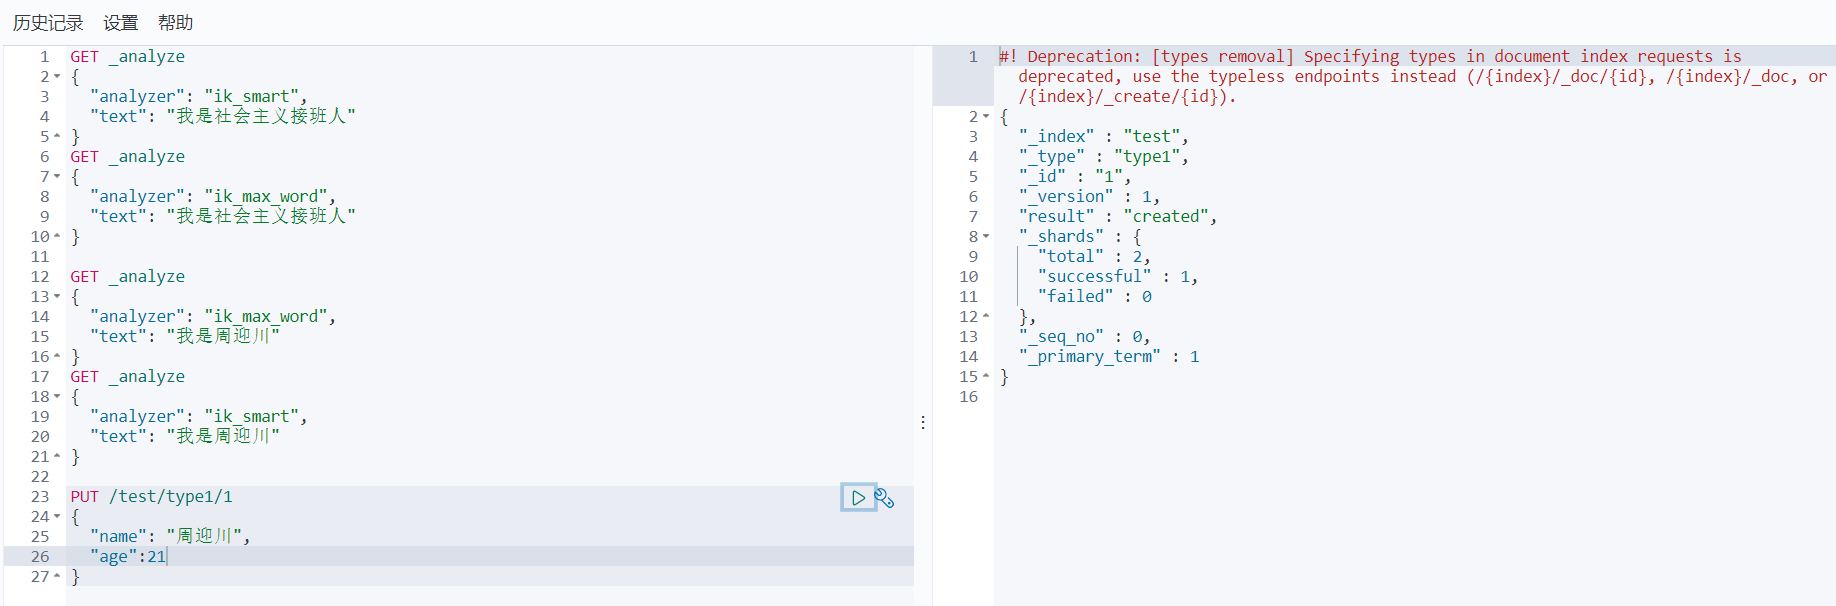 历史记录 设置 帮助
1 GET _analyze
2 {
3 "analyzer": "ik_smart",
4 "text": "我是社会主义接班人"
5 }
6 GET _analyze
7 {
8 "analyzer": "ik_max_word",
9 "text": "我是社会主义接班人"
10 }
11
12 GET _analyze
13 {
14 "analyzer": "ik_max_word",
15 "text": "我是周迎川"
16 }
17 GET _analyze
18 {
19 "analyzer": "ik_smart",
20 "text": "我是周迎川"
21 }
22
23 PUT /test/type1/1
24 {
25 "name": "周迎川",
26 "age":21
27 }
1 #! Deprecation: [types removal] Specifying types in document index requests is
deprecated, use the typeless endpoints instead (/{index}/_doc/{id}, /{index}/_doc, or
/{index}/_create/{id}).
2 {
3 "_index" : "test",
4 "_type" : "type1",
5 "_id" : "1",
6 "_version" : 1,
7 "result" : "created",
8 "_shards" : {
9 "total" : 2,
10 "successful" : 1,
11 "failed" : 0
12 },
13 "_seq_no" : 0,
14 "_primary_term" : 1
15 }
16